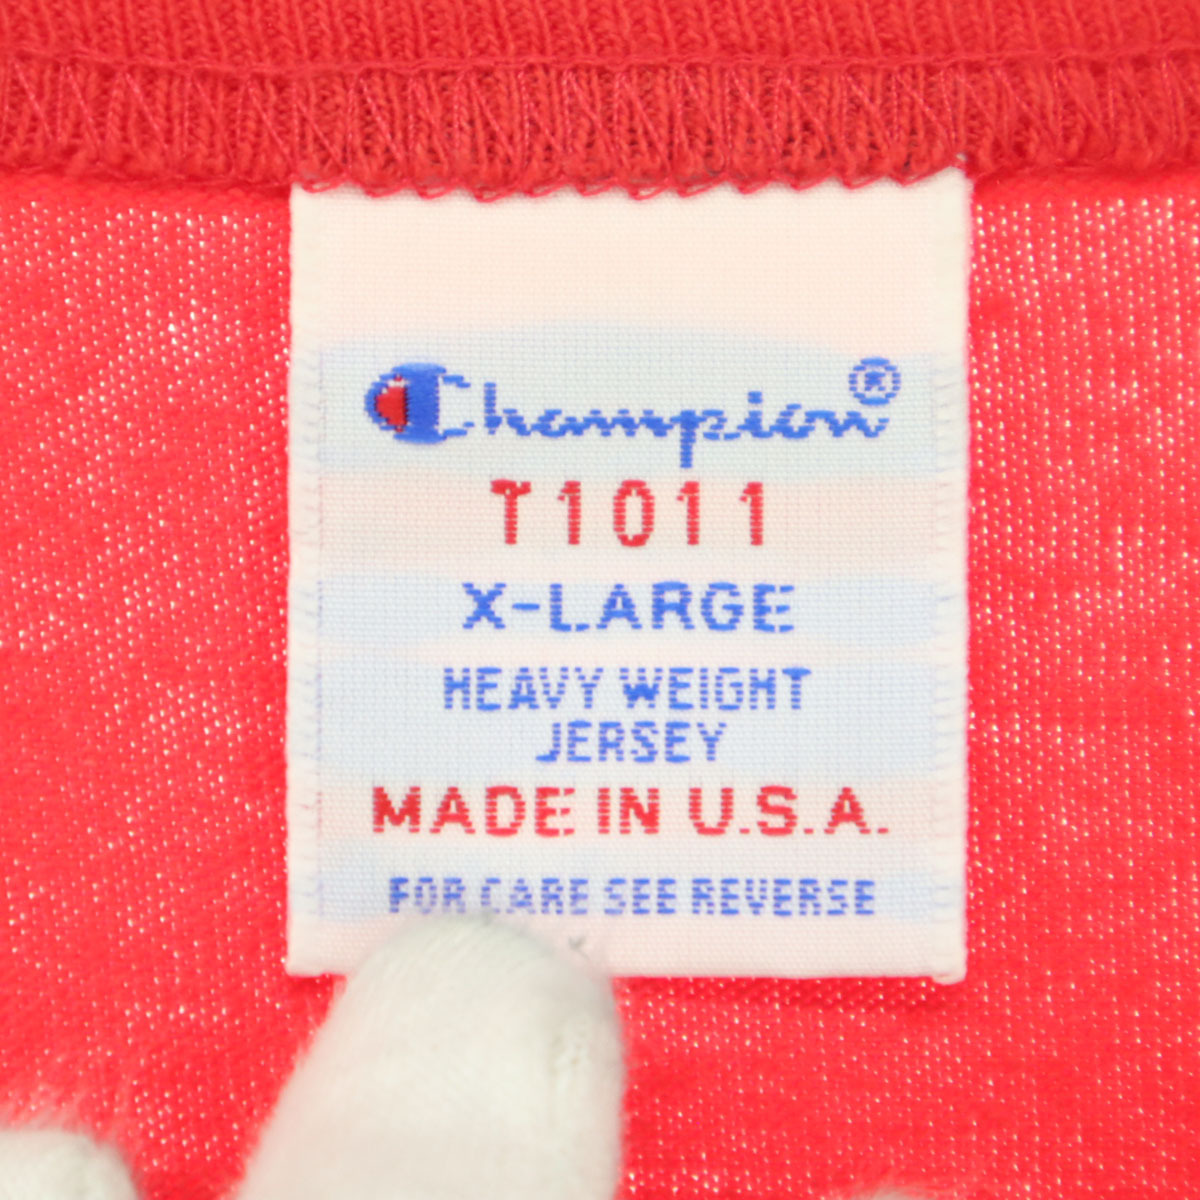 Champion®
T1011
X-LARGE
HEAVY WEIGHT
JERSEY
MADE IN U.S.A.
FOR CARE SEE REVERSE